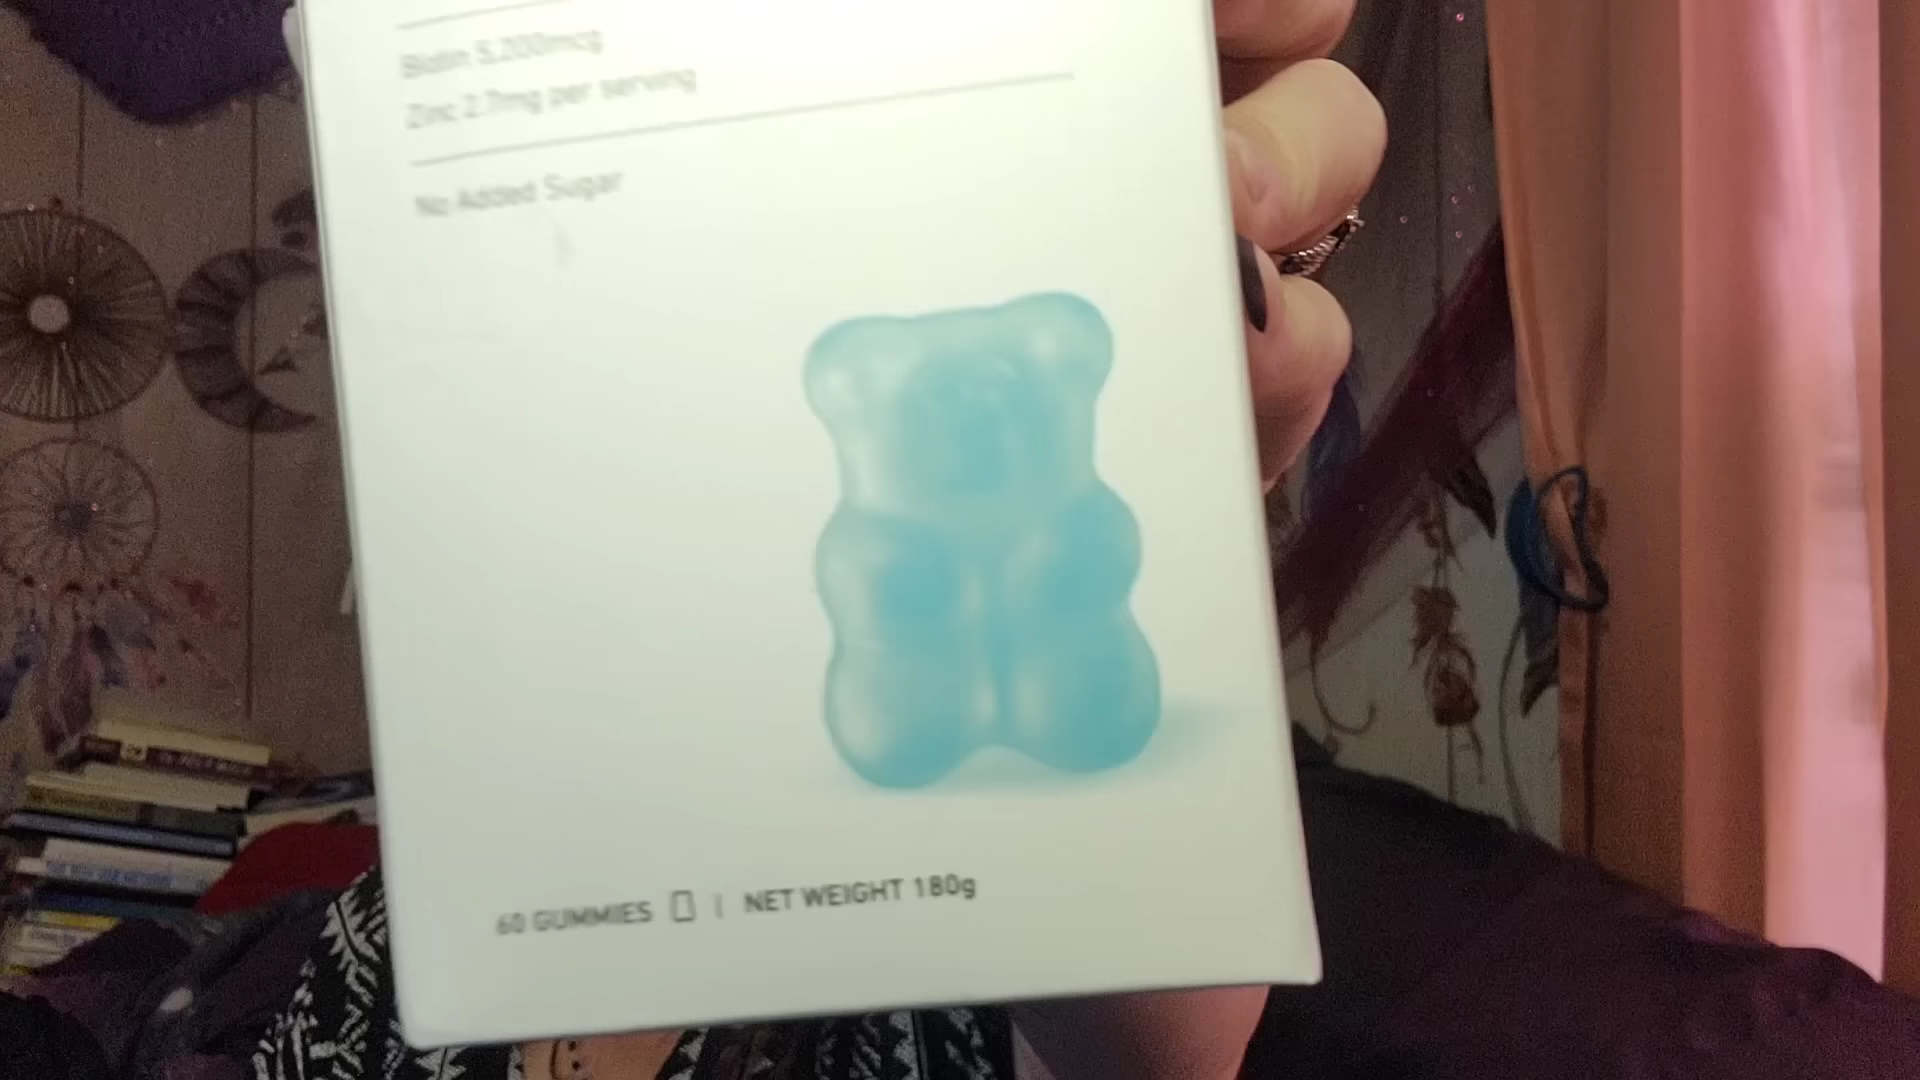 Biotin 5,200mcg
Zinc 2.7mg per serving
No Added Sugar
60 GUMMIES | NET WEIGHT 180g